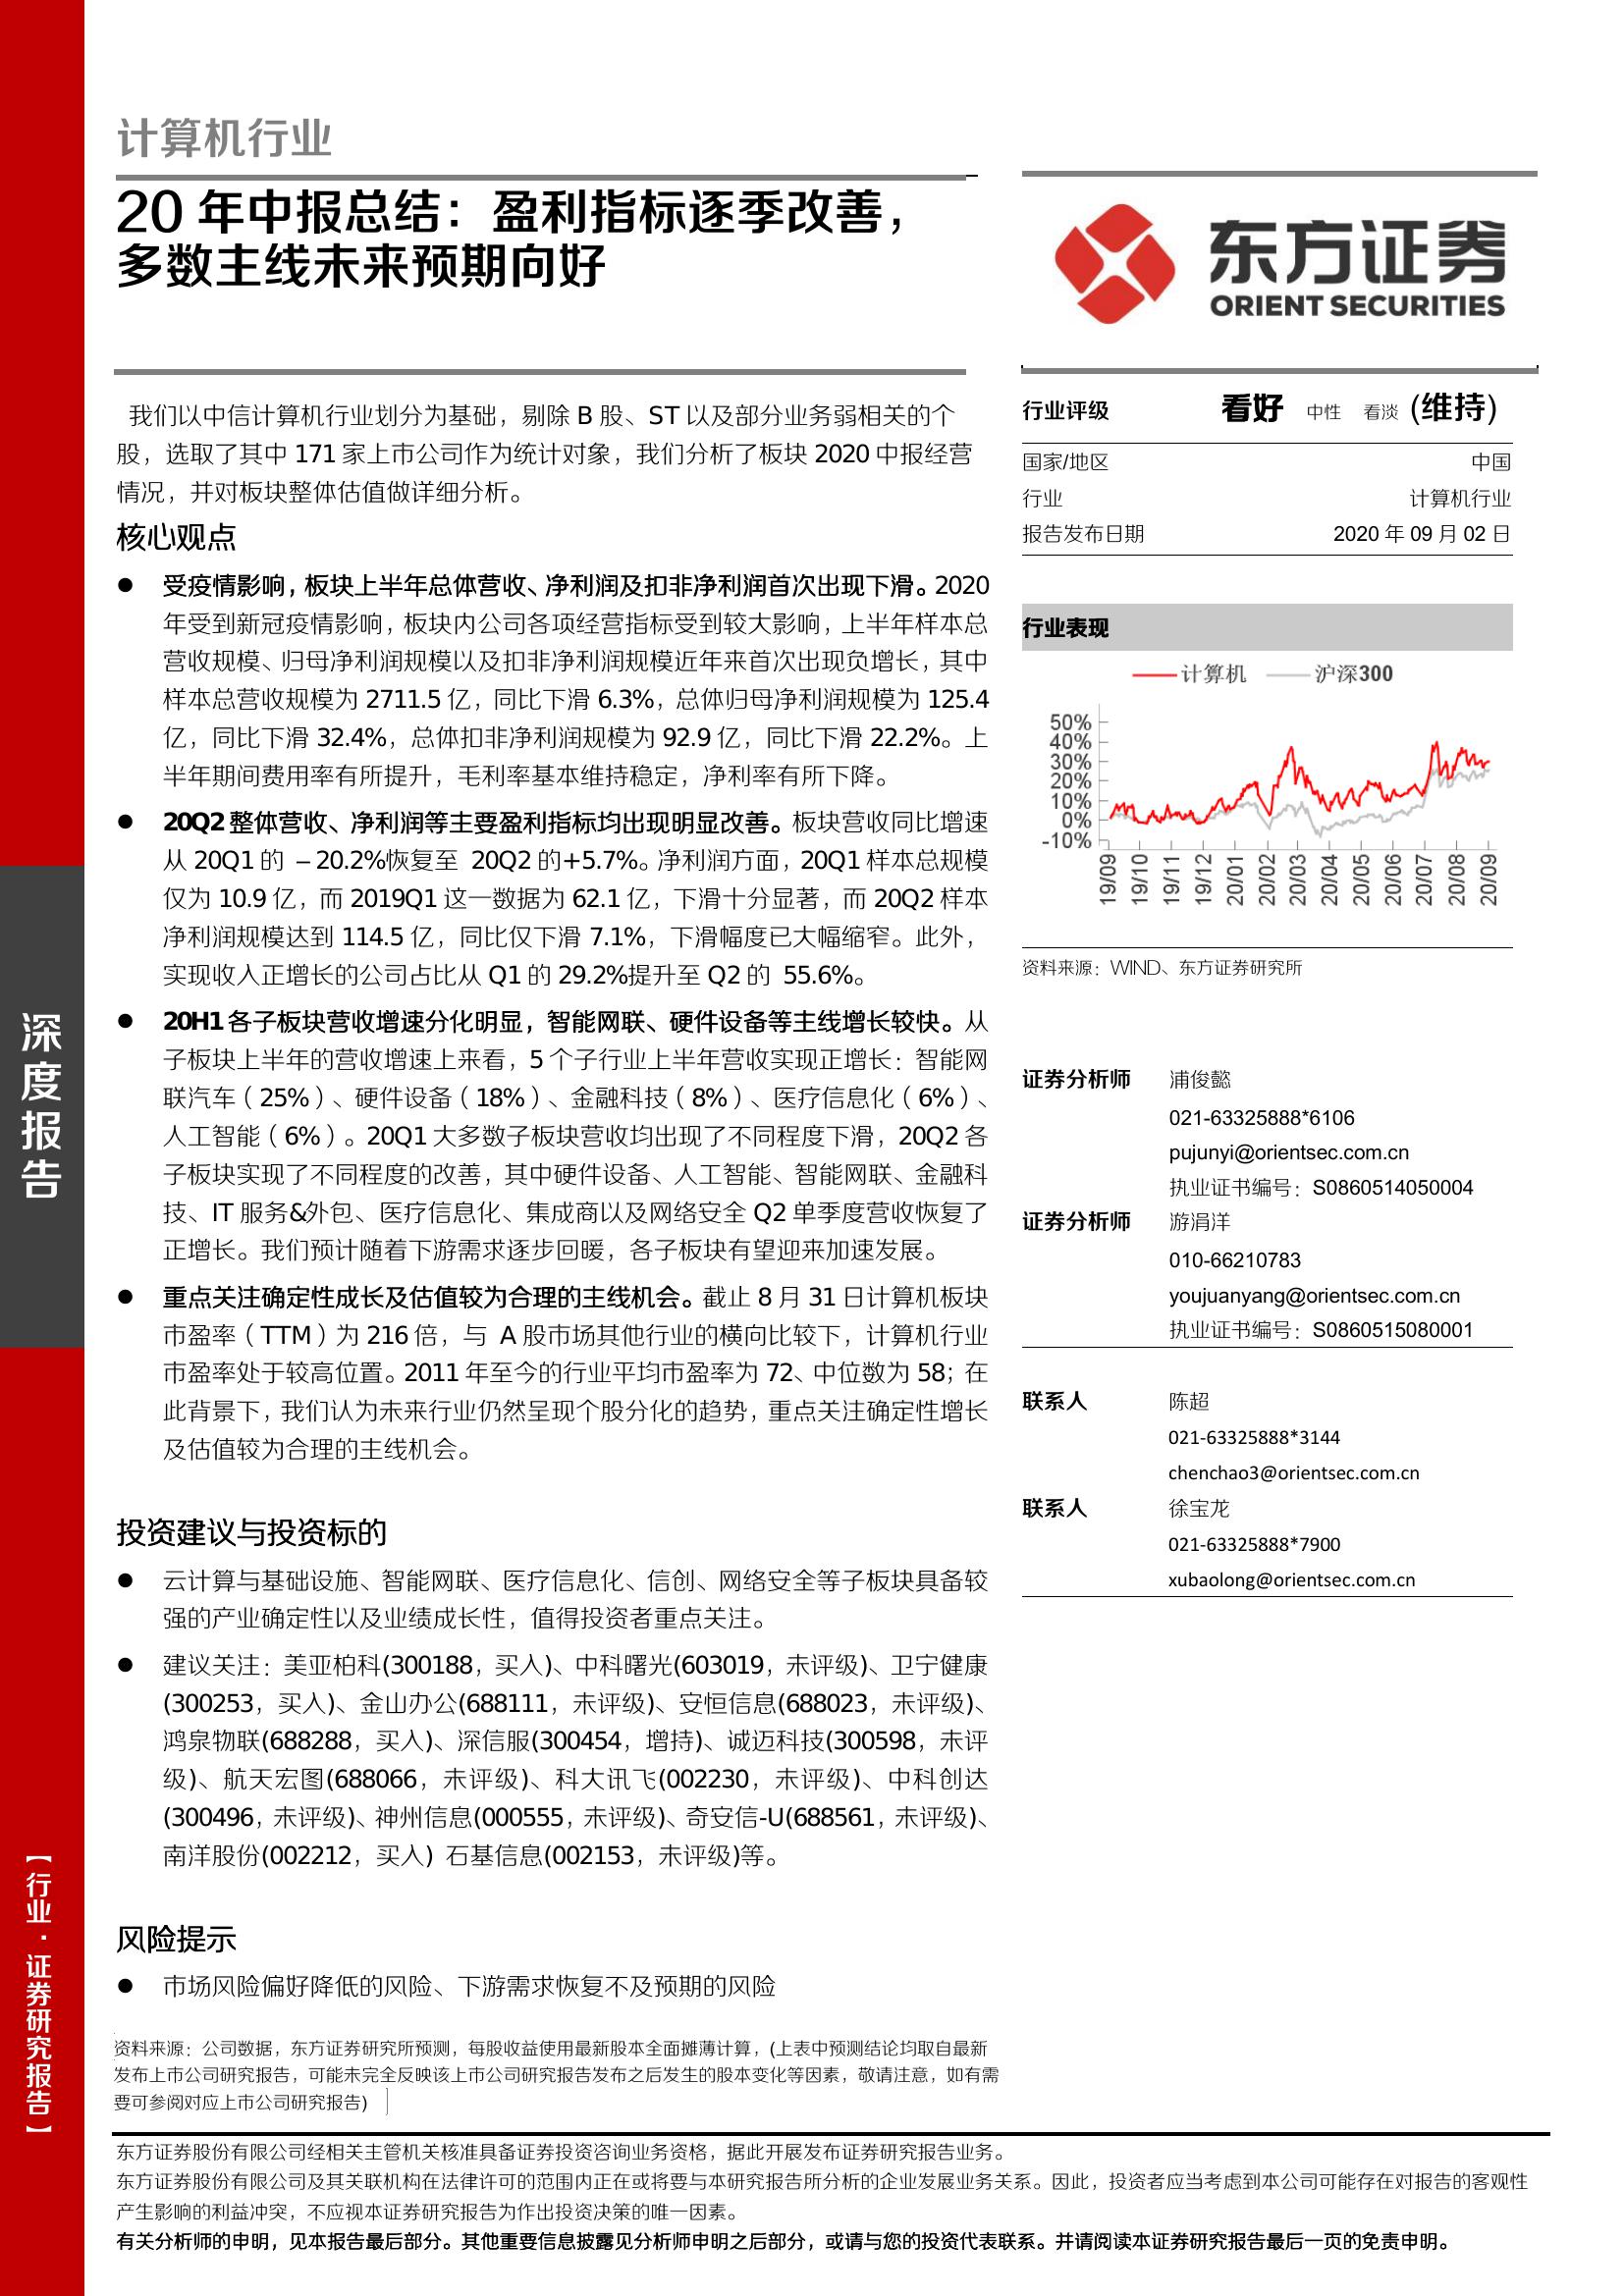 计算机行业
20 年中报总结：盈利指标逐季改善，
多数主线未来预期向好
东方证券
ORIENT SECURITIES
我们以中信计算机行业划分为基础，剔除 B 股、ST 以及部分业务弱相关的个
股，选取了其中 171 家上市公司作为统计对象，我们分析了板块 2020 中报经营
情况，并对板块整体估值做详细分析。
核心观点
● 受疫情影响，板块上半年总体营收、净利润及扣非净利润首次出现下滑。2020
年受到新冠疫情影响，板块内公司各项经营指标受到较大影响，上半年样本总
营收规模、归母净利润规模以及扣非净利润规模近年来首次出现负增长，其中
样本总营收规模为 2711.5 亿，同比下滑 6.3%，总体归母净利润规模为 125.4
亿，同比下滑 32.4%，总体扣非净利润规模为 92.9 亿，同比下滑 22.2%。上
半年期间费用率有所提升，毛利率基本维持稳定，净利率有所下降。
● 20Q2 整体营收、净利润等主要盈利指标均出现明显改善。板块营收同比增速
从 20Q1 的 – 20.2%恢复至 20Q2 的+5.7%。净利润方面，20Q1 样本总规模
仅为 10.9 亿，而 2019Q1 这一数据为 62.1 亿，下滑十分显著，而 20Q2 样本
净利润规模达到 114.5 亿，同比仅下滑 7.1%，下滑幅度已大幅缩窄。此外，
实现收入正增长的公司占比从 Q1 的 29.2%提升至 Q2 的 55.6%。
● 20H1 各子板块营收增速分化明显，智能网联、硬件设备等主线增长较快。从
子板块上半年的营收增速上来看，5 个子行业上半年营收实现正增长：智能网
联汽车（25%）、硬件设备（18%）、金融科技（8%）、医疗信息化（6%）、
人工智能（6%）。20Q1 大多数子板块营收均出现了不同程度下滑，20Q2 各
子板块实现了不同程度的改善，其中硬件设备、人工智能、智能网联、金融科
技、IT 服务&外包、医疗信息化、集成商以及网络安全 Q2 单季度营收恢复了
正增长。我们预计随着下游需求逐步回暖，各子板块有望迎来加速发展。
● 重点关注确定性成长及估值较为合理的主线机会。截止 8 月 31 日计算机板块
市盈率（TTM）为 216 倍，与 A 股市场其他行业的横向比较下，计算机行业
市盈率处于较高位置。2011 年至今的行业平均市盈率为 72、中位数为 58；在
此背景下，我们认为未来行业仍然呈现个股分化的趋势，重点关注确定性增长
及估值较为合理的主线机会。
投资建议与投资标的
● 云计算与基础设施、智能网联、医疗信息化、信创、网络安全等子板块具备较
强的产业确定性以及业绩成长性，值得投资者重点关注。
● 建议关注：美亚柏科(300188，买入)、中科曙光(603019，未评级)、卫宁健康
(300253，买入)、金山办公(688111，未评级)、安恒信息(688023，未评级)、
鸿泉物联(688288，买入)、深信服(300454，增持)、诚迈科技(300598，未评
级)、航天宏图(688066，未评级)、科大讯飞(002230，未评级)、中科创达
(300496，未评级)、神州信息(000555，未评级)、奇安信-U(688561，未评级)、
南洋股份(002212，买入) 石基信息(002153，未评级)等。
风险提示
● 市场风险偏好降低的风险、下游需求恢复不及预期的风险
资料来源：公司数据，东方证券研究所预测，每股收益使用最新股本全面摊薄计算，(上表中预测结论均取自最新
发布上市公司研究报告，可能未完全反映该上市公司研究报告发布之后发生的股本变化等因素，敬请注意，如有需
要可参阅对应上市公司研究报告)
行业评级 看好 中性 看淡 (维持)
国家/地区 中国
行业 计算机行业
报告发布日期 2020 年 09 月 02 日
行业表现
计算机 沪深300
50%
40%
30%
20%
10%
0%
-10%
19/09 19/10 19/11 19/12 20/01 20/02 20/03 20/04 20/05 20/06 20/07 20/08 20/09
资料来源：WIND、东方证券研究所
证券分析师 浦俊懿
021-63325888*6106
pujunyi@orientsec.com.cn
执业证书编号：S0860514050004
证券分析师 游涓洋
010-66210783
youjuanyang@orientsec.com.cn
执业证书编号：S0860515080001
联系人 陈超
021-63325888*3144
chenchao3@orientsec.com.cn
联系人 徐宝龙
021-63325888*7900
xubaolong@orientsec.com.cn
深度报告
【行业·证券研究报告】
东方证券股份有限公司经相关主管机关核准具备证券投资咨询业务资格，据此开展发布证券研究报告业务。
东方证券股份有限公司及其关联机构在法律许可的范围内正在或将要与本研究报告所分析的企业发展业务关系。因此，投资者应当考虑到本公司可能存在对报告的客观性
产生影响的利益冲突，不应视本证券研究报告为作出投资决策的唯一因素。
有关分析师的申明，见本报告最后部分。其他重要信息披露见分析师申明之后部分，或请与您的投资代表联系。并请阅读本证券研究报告最后一页的免责申明。